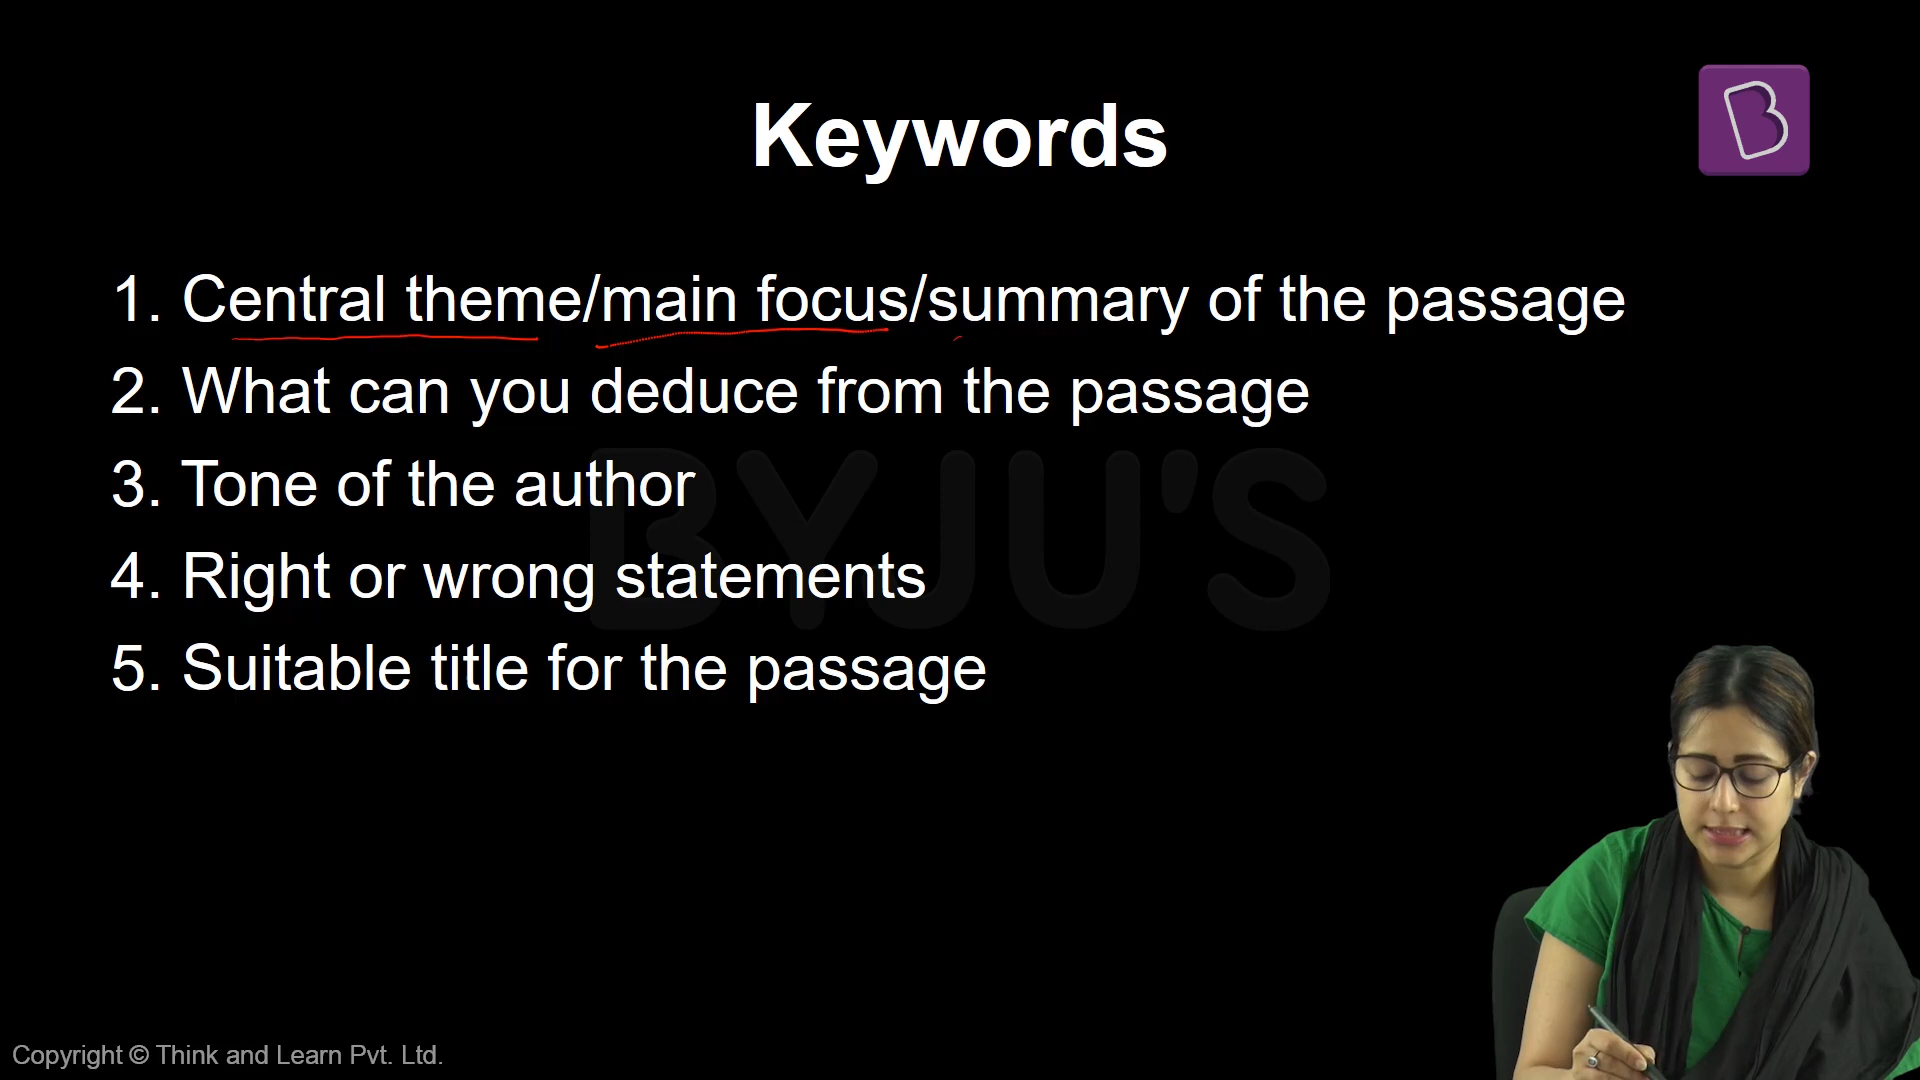 Keywords
1. Central theme/main focus/summary of the passage
2. What can you deduce from the passage
3. Tone of the author
4. Right or wrong statements
5. Suitable title for the passage
BYJU'S
Copyright © Think and Learn Pvt. Ltd.